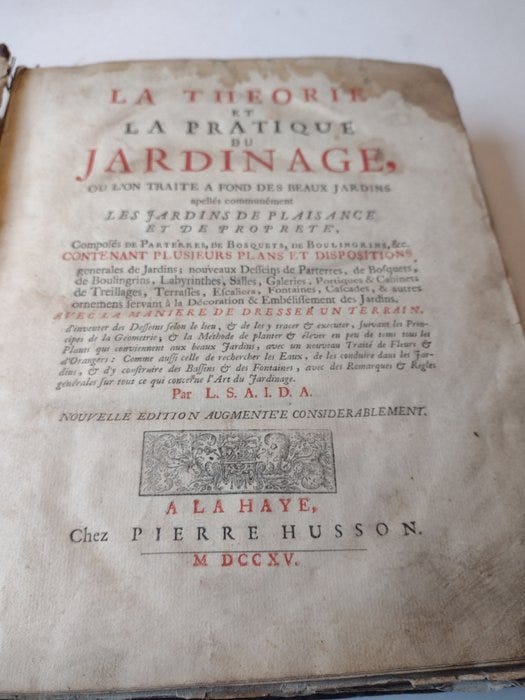 LA THEORIE
ET
LA PRATIQUE
DU
JARDINAGE,
OU L'ON TRAITE A FOND DES BEAUX JARDINS
apellés communément
LES JARDINS DE PLAISANCE
ET DE PROPRETE,
Composés de Parterres, de Bosquets, de Boulingrins, &c.
CONTENANT PLUSIEURS PLANS ET DISPOSITIONS
generales de Jardins; nouveaux Desseins de Parterres, de Bosquets,
de Boulingrins, Labyrinthes, Salles, Galeries, Portiques & Cabinets
de Treillages, Terrasses, Escaliers, Fontaines, Cascades, & autres
ornemens servant à la Décoration & Embélissement des Jardins.
AVEC LA MANIERE DE DRESSER UN TERRAIN,
d'inventer des Desseins selon le lieu, & de les y tracer & executer, suivant les Prin-
cipes de la Geometrie, & la Méthode de planter & élever en peu de tems tous les
Plants qui conviennent aux beaux Jardins, avec un nouveau Traité de Fleurs &
d'Orangers: Comme aussi celle de rechercher les Eaux, de les conduire dans les Jar-
dins, & d'y construire des Bassins & des Fontaines, avec des Remarques & Regles
générales sur tout ce qui concerne l'Art du Jardinage.
Par L. S. A. I. D. A.
NOUVELLE EDITION AUGMENTE'E CONSIDERABLEMENT.
A LA HAYE,
Chez PIERRE HUSSON.
M DCCXV.